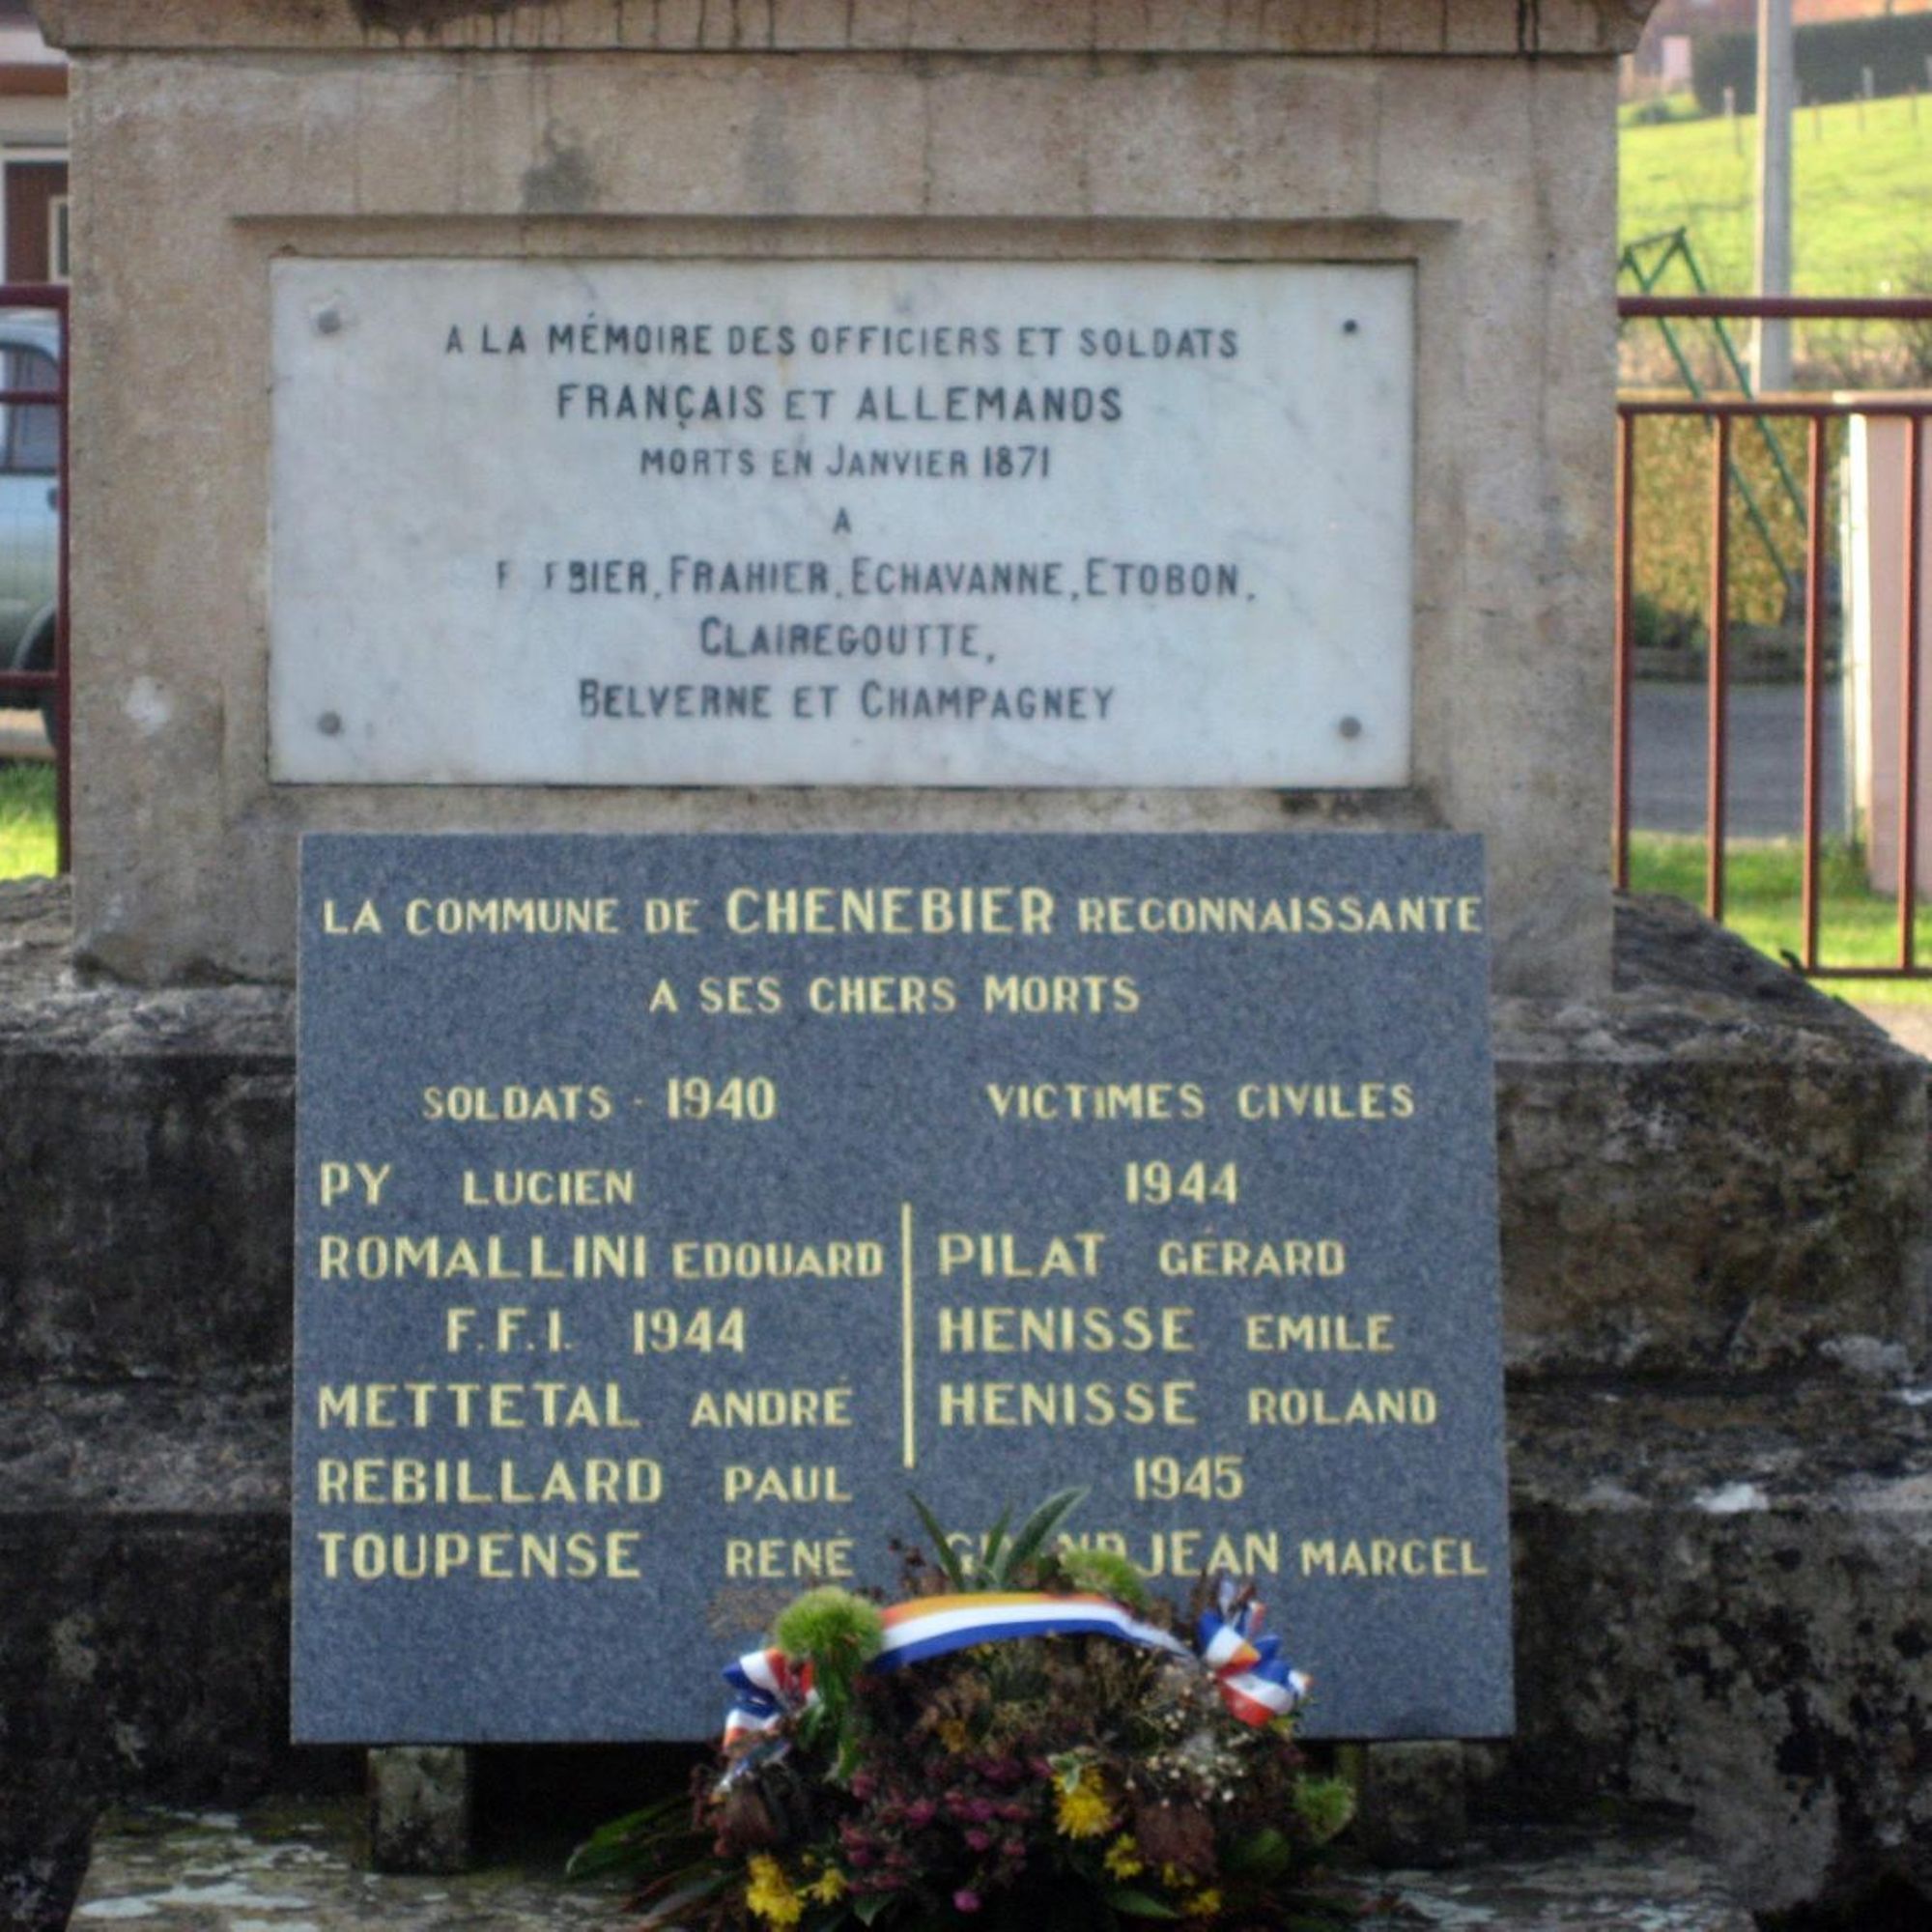 A LA MÉMOIRE DES OFFICIERS ET SOLDATS
FRANÇAIS ET ALLEMANDS
MORTS EN JANVIER 1871
A
FRAHIER, ECHAVANNE, ETOBON,
CLAIREGOUTTE,
BELVERNE ET CHAMPAGNEY
LA COMMUNE DE CHENEBIER RECONNAISSANTE
A SES CHERS MORTS
SOLDATS - 1940
PY LUCIEN
ROMALLINI EDOUARD
F.F.I. 1944
METTETAL ANDRÉ
REBILLARD PAUL
TOUPENSE RENÉ
VICTIMES CIVILES
1944
PILAT GÉRARD
HENISSE EMILE
HENISSE ROLAND
1945
MARCEL